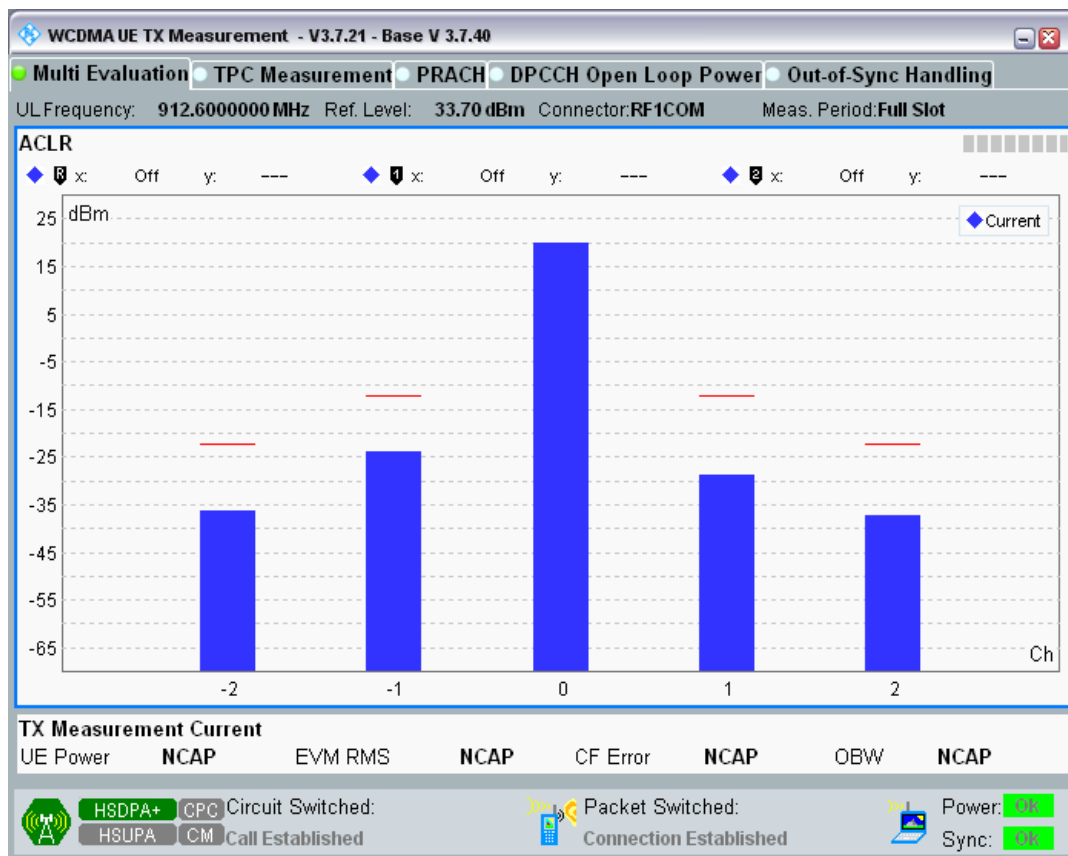 WCDMA UE TX Measurement - V3.7.21 - Base V 3.7.40
Multi Evaluation TPC Measurement PRACH DPCCH Open Loop Power Out-of-Sync Handling
UL Frequency: 912.6000000 MHz Ref. Level: 33.70 dBm Connector:RF1COM Meas. Period:Full Slot
ACLR
R x: Off y: --- 1 x: Off y: --- 2 x: Off y: ---
dBm
Current
25
15
5
-5
-15
-25
-35
-45
-55
-65
Ch
-2 -1 0 1 2
TX Measurement Current
UE Power NCAP EVM RMS NCAP CF Error NCAP OBW NCAP
HSDPA+ CPC Circuit Switched: Packet Switched: Power: OK
HSUPA CM Call Established Connection Established Sync: OK